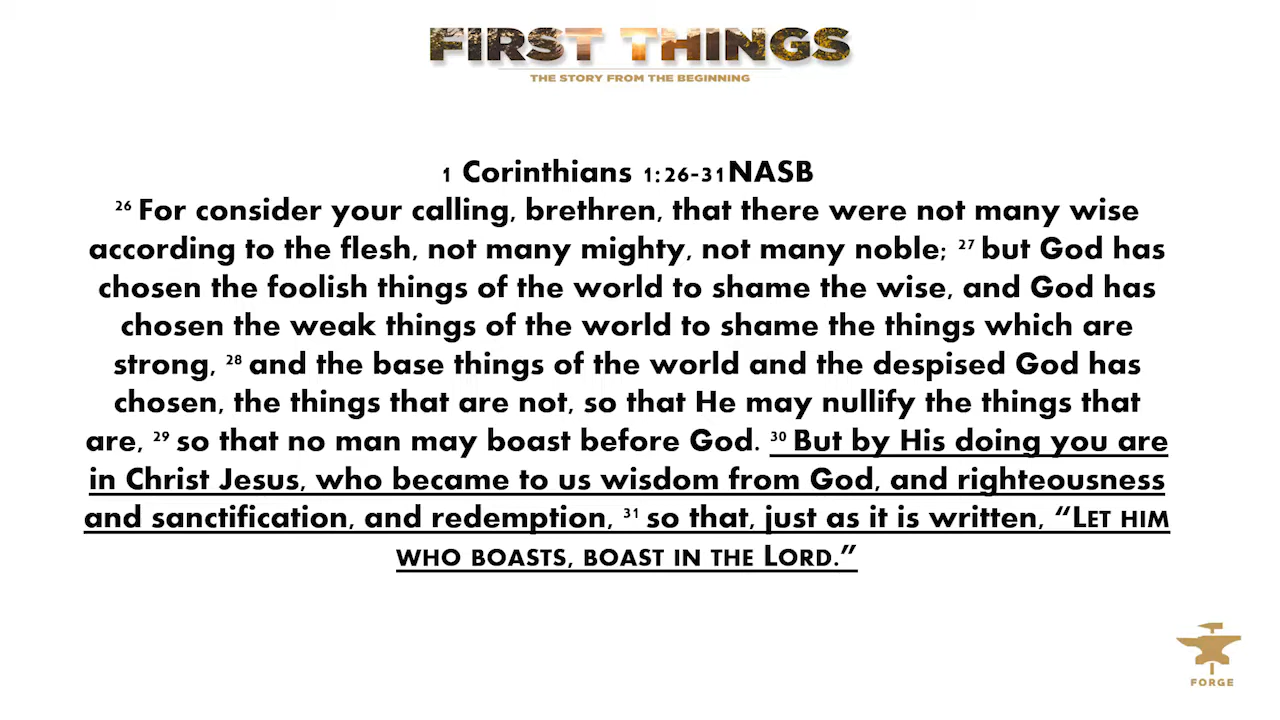 FIRST THINGS
THE STORY FROM THE BEGINNING
1 Corinthians 1:26-31NASB
26 For consider your calling, brethren, that there were not many wise
according to the flesh, not many mighty, not many noble; 27 but God has
chosen the foolish things of the world to shame the wise, and God has
chosen the weak things of the world to shame the things which are
strong, 28 and the base things of the world and the despised God has
chosen, the things that are not, so that He may nullify the things that
are, 29 so that no man may boast before God. 30 But by His doing you are
in Christ Jesus, who became to us wisdom from God, and righteousness
and sanctification, and redemption, 31 so that, just as it is written, “LET HIM
WHO BOASTS, BOAST IN THE LORD.”
FORGE